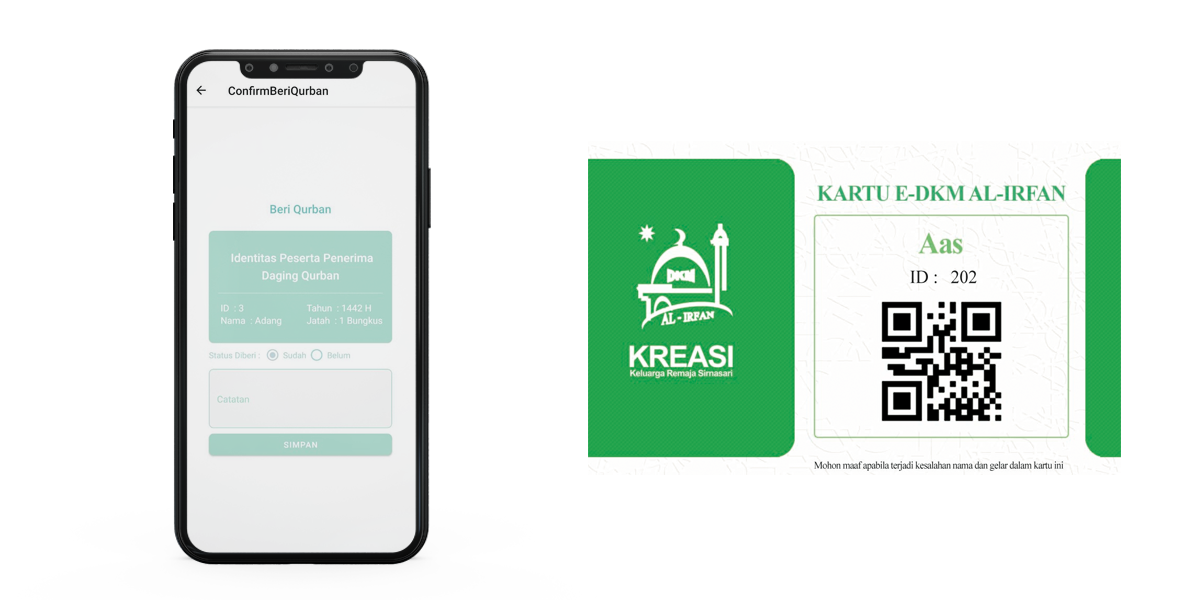 ConfirmBeriQurban
Beri Qurban
Identitas Peserta Penerima
Daging Qurban
ID : 3
Tahun : 1442 H
Nama : Adang
Jatah : 1 Bungkus
Status Diberi :
Sudah
Belum
Catatan
SIMPAN
DKM
AL - IRFAN
KREASI
Keluarga Remaja Sirnasari
KARTU E-DKM AL-IRFAN
Aas
ID : 202
Mohon maaf apabila terjadi kesalahan nama dan gelar dalam kartu ini